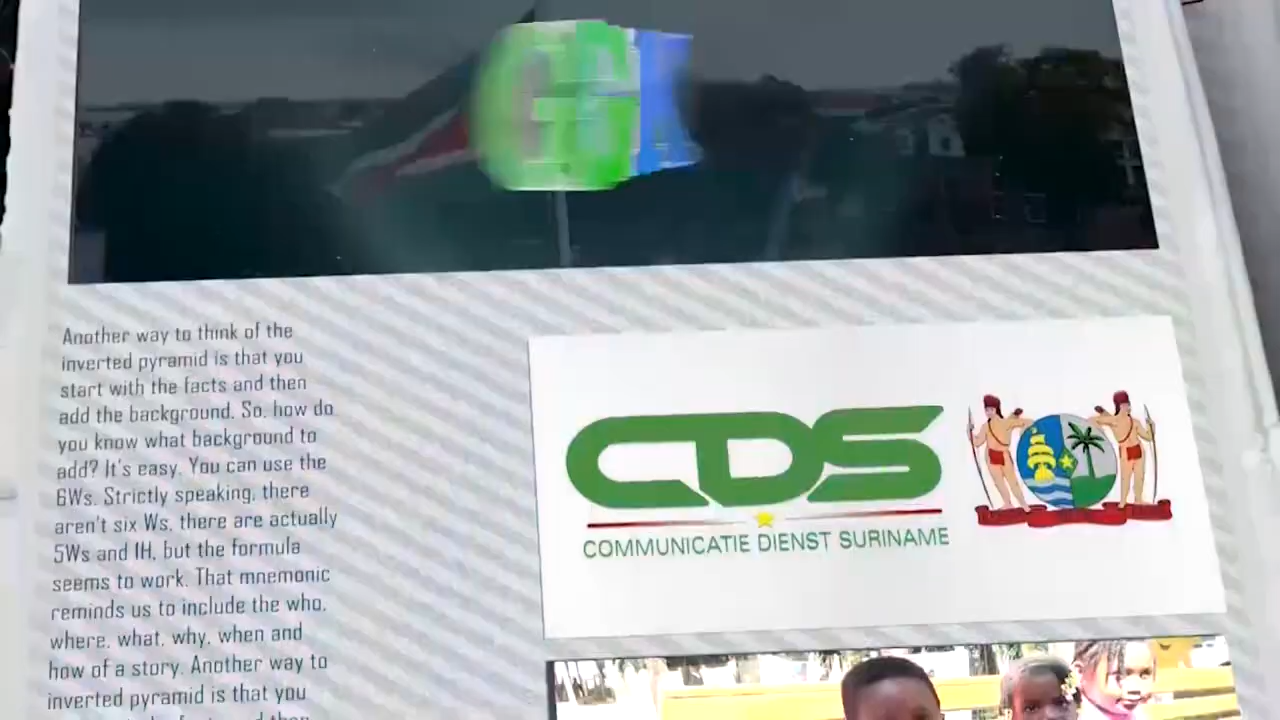 Another way to think of the
inverted pyramid is that you
start with the facts and then
add the background. So, how do
you know what background to
add? It's easy. You can use the
6Ws. Strictly speaking, there
aren't six Ws, there are actually
5Ws and 1H, but the formula
seems to work. That mnemonic
reminds us to include the who,
where, what, why, when and
how of a story. Another way to
inverted pyramid is that you
CDS
COMMUNICATIE DIENST SURINAME